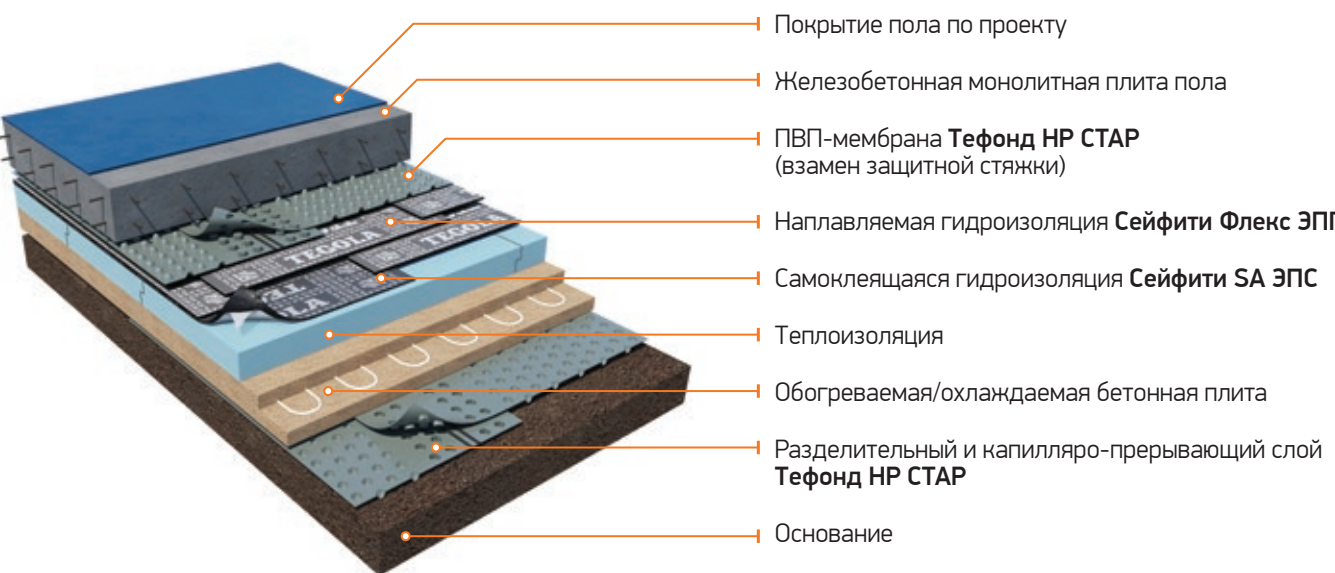 Покрытие пола по проекту
Железобетонная монолитная плита пола
ПВП-мембрана Тефонд НР СТАР
(взамен защитной стяжки)
Наплавляемая гидроизоляция Сейфити Флекс
TEGOLA
TEGOLA
Самоклеящаяся гидроизоляция Сейфити SA ЭПС
Теплоизоляция
Обогреваемая/охлаждаемая бетонная плита
Разделительный и капилляро-прерывающий слой
Тефонд НР СТАР
Основание